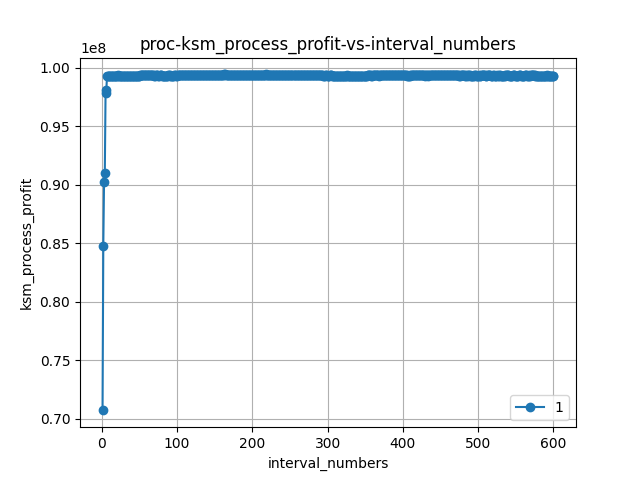 proc-ksm_process_profit-vs-interval_numbers
1e8
1.00
0.95
0.90
0.85
0.80
0.75
0.70
ksm_process_profit
0 100 200 300 400 500 600
interval_numbers
1